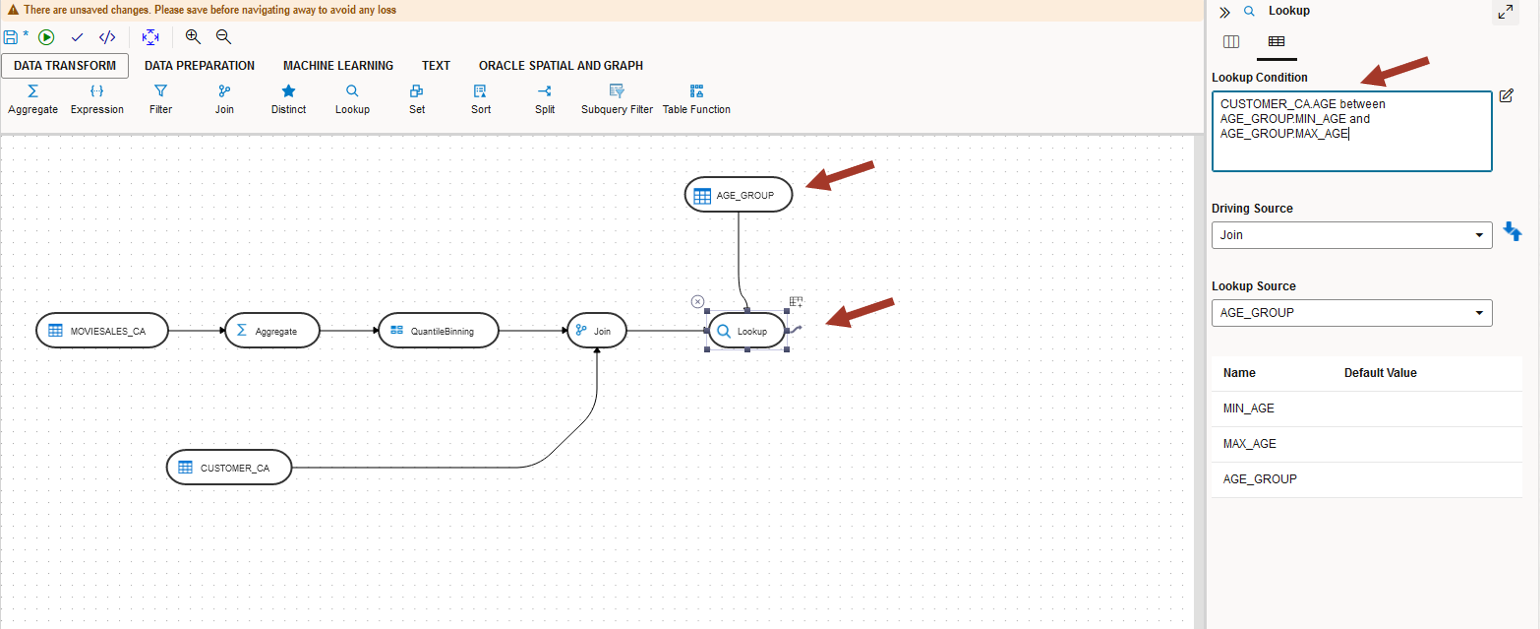 There are unsaved changes. Please save before navigating away to avoid any loss
*
DATA TRANSFORM DATA PREPARATION MACHINE LEARNING TEXT ORACLE SPATIAL AND GRAPH
Aggregate Expression Filter Join Distinct Lookup Set Sort Split Subquery Filter Table Function
AGE_GROUP
MOVIESALES_CA Aggregate QuantileBinning Join Lookup
CUSTOMER_CA
Lookup
Lookup Condition
CUSTOMER_CA.AGE between
AGE_GROUP.MIN_AGE and
AGE_GROUP.MAX_AGE
Driving Source
Join
Lookup Source
AGE_GROUP
Name Default Value
MIN_AGE
MAX_AGE
AGE_GROUP